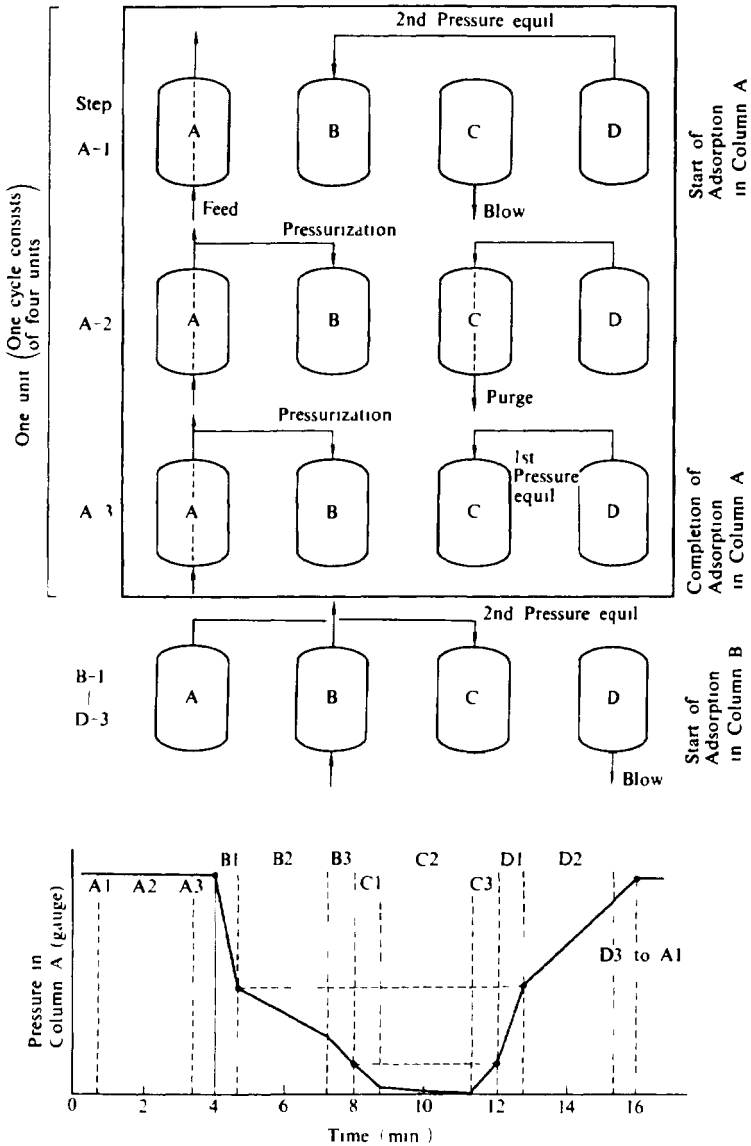 2nd Pressure equil
Step
A-1
A
B
C
D
Feed
Blow
Start of
Adsorption
in Column A
One unit (One cycle consists
of four units)
Pressurization
A-2
A
B
C
D
Purge
Pressurization
1st
Pressure
equil
A-3
A
B
C
D
Completion of
Adsorption
in Column A
2nd Pressure equil
B-1
|
D-3
A
B
C
D
Blow
Start of
Adsorption
in Column B
B1
B2
B3
C1
C2
C3
D1
D2
A1
A2
A3
D3 to A1
Pressure in
Column A (gauge)
0
2
4
6
8
10
12
14
16
Time (min)